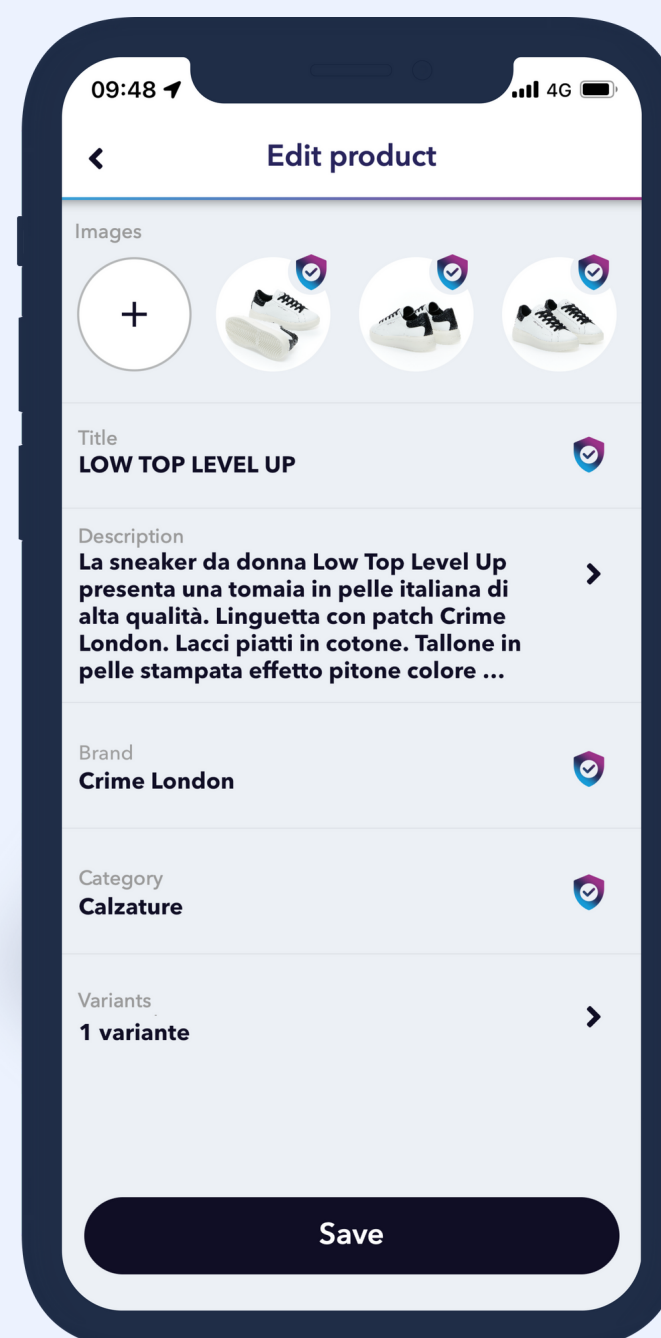 09:48
4G
Edit product
Images
Title
LOW TOP LEVEL UP
Description
La sneaker da donna Low Top Level Up
presenta una tomaia in pelle italiana di
alta qualità. Linguetta con patch Crime
London. Lacci piatti in cotone. Tallone in
pelle stampata effetto pitone colore ...
Brand
Crime London
Category
Calzature
Variants
1 variante
Save